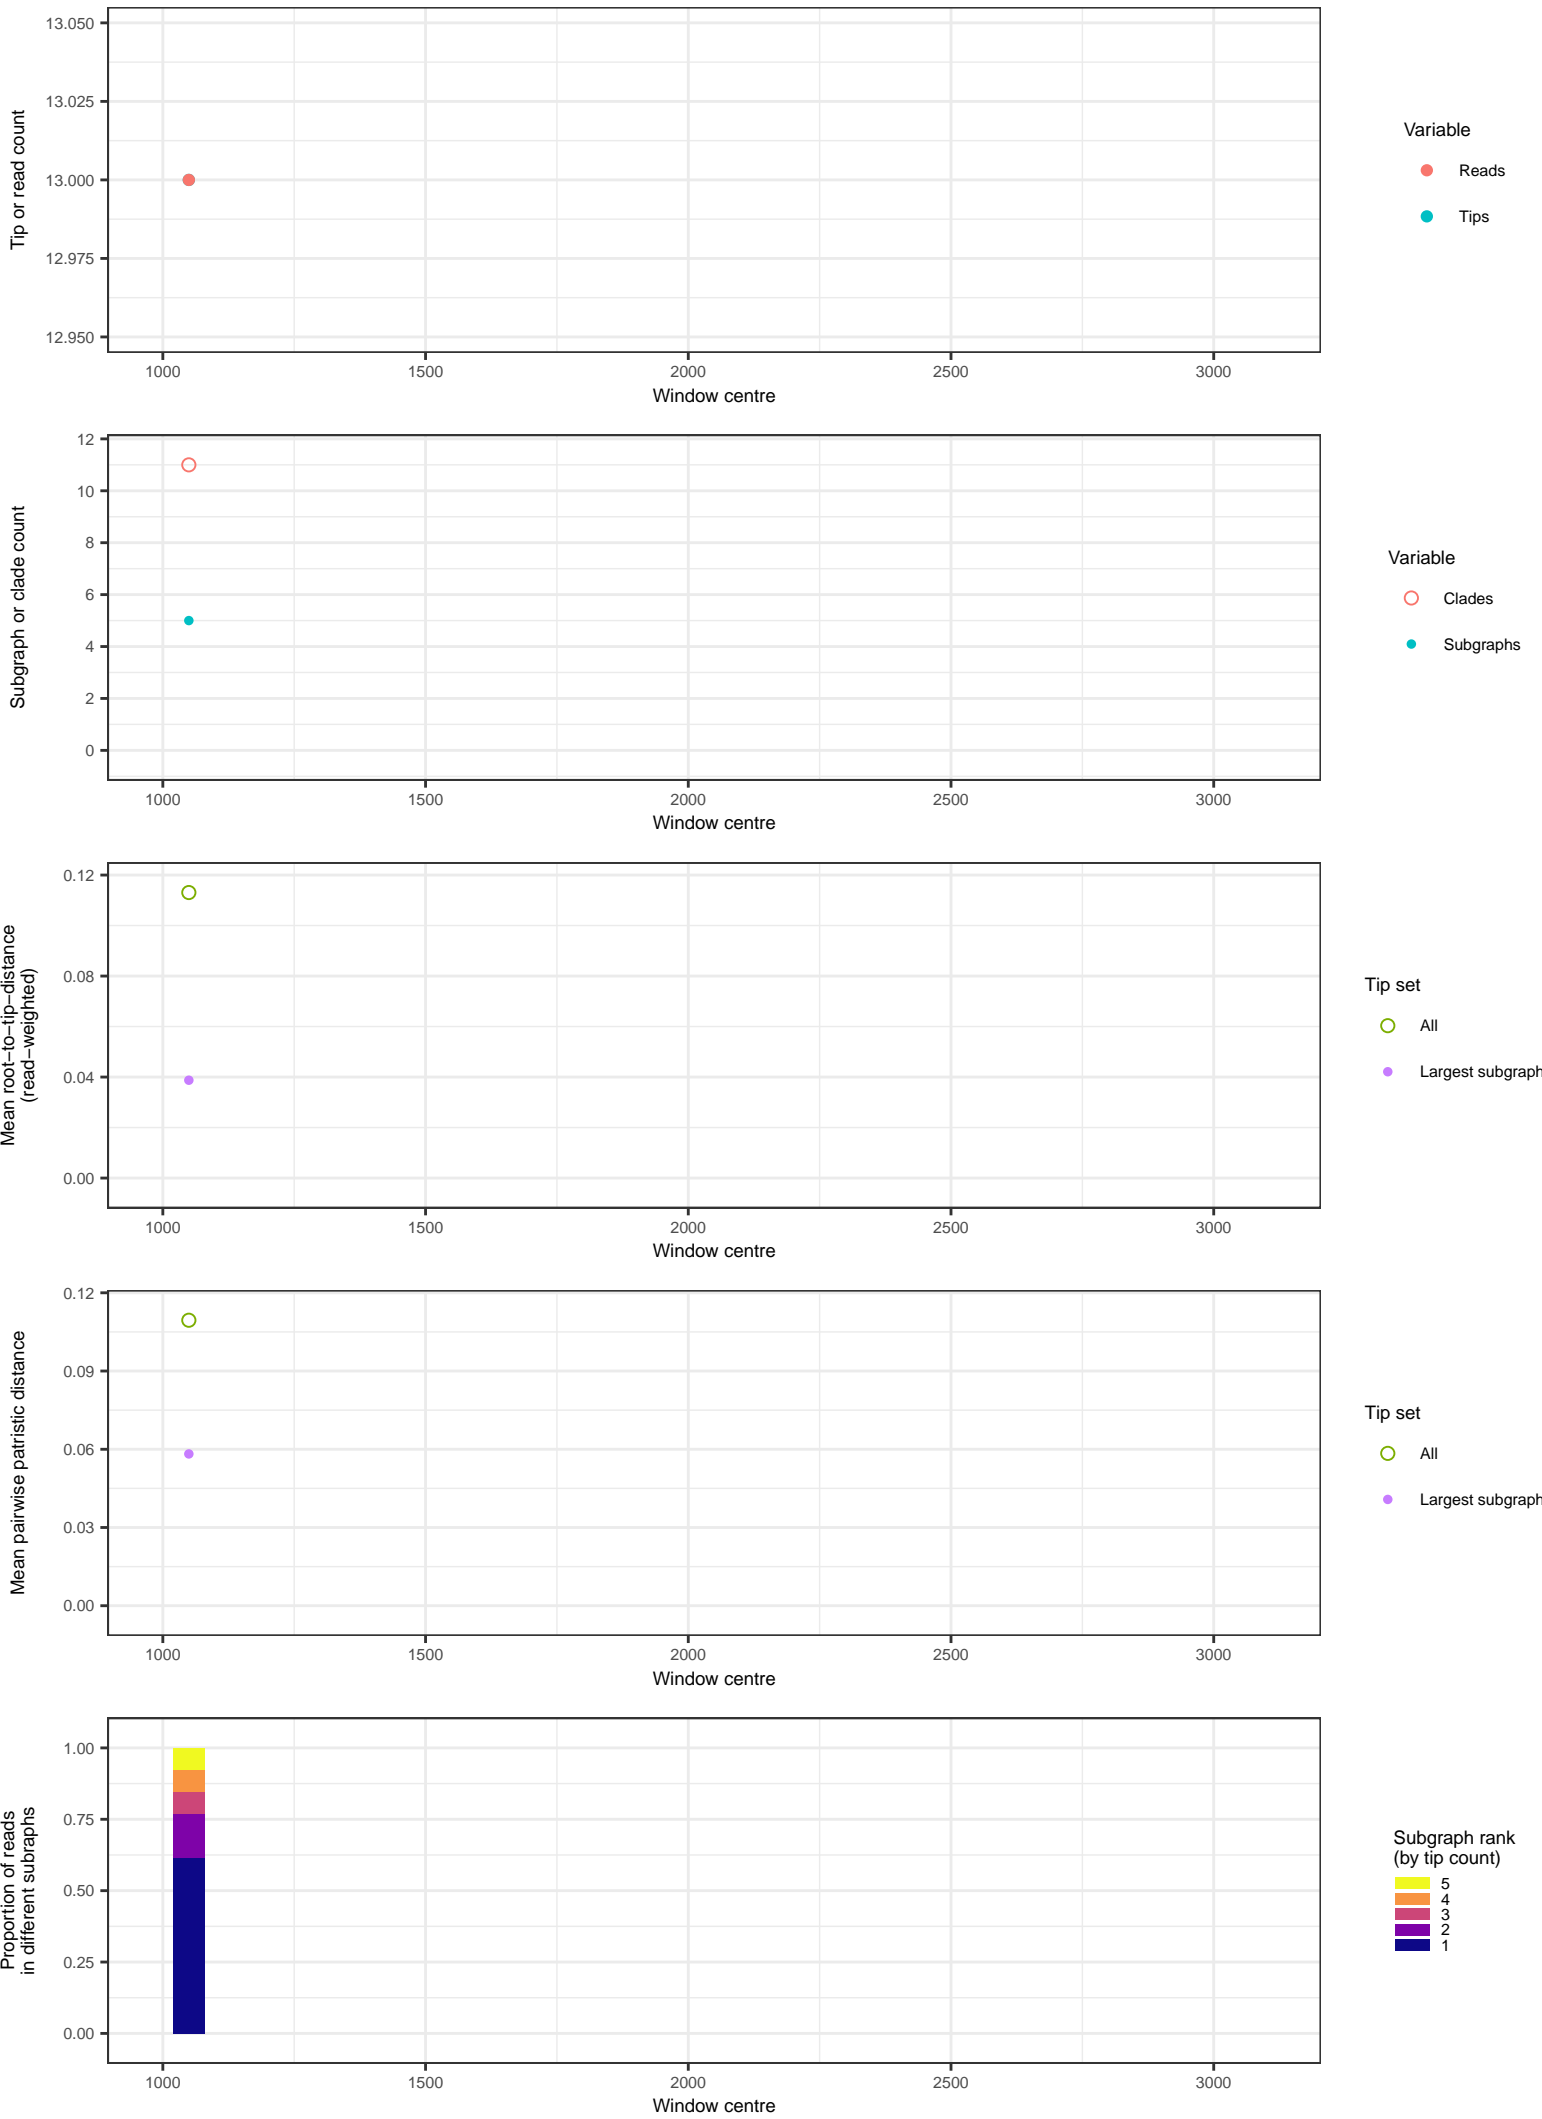 13.050
13.025
13.000
12.975
12.950
Tip or read count
1000 1500 2000 2500 3000
Window centre
Variable
Reads
Tips
12
10
8
6
4
2
0
Subgraph or clade count
1000 1500 2000 2500 3000
Window centre
Variable
Clades
Subgraphs
0.12
0.08
0.04
0.00
Mean root−to−tip−distance
(read−weighted)
1000 1500 2000 2500 3000
Window centre
Tip set
All
Largest subgraph
0.12
0.09
0.06
0.03
0.00
Mean pairwise patristic distance
1000 1500 2000 2500 3000
Window centre
Tip set
All
Largest subgraph
1.00
0.75
0.50
0.25
0.00
Proportion of reads
in different subraphs
1000 1500 2000 2500 3000
Window centre
Subgraph rank
(by tip count)
5
4
3
2
1